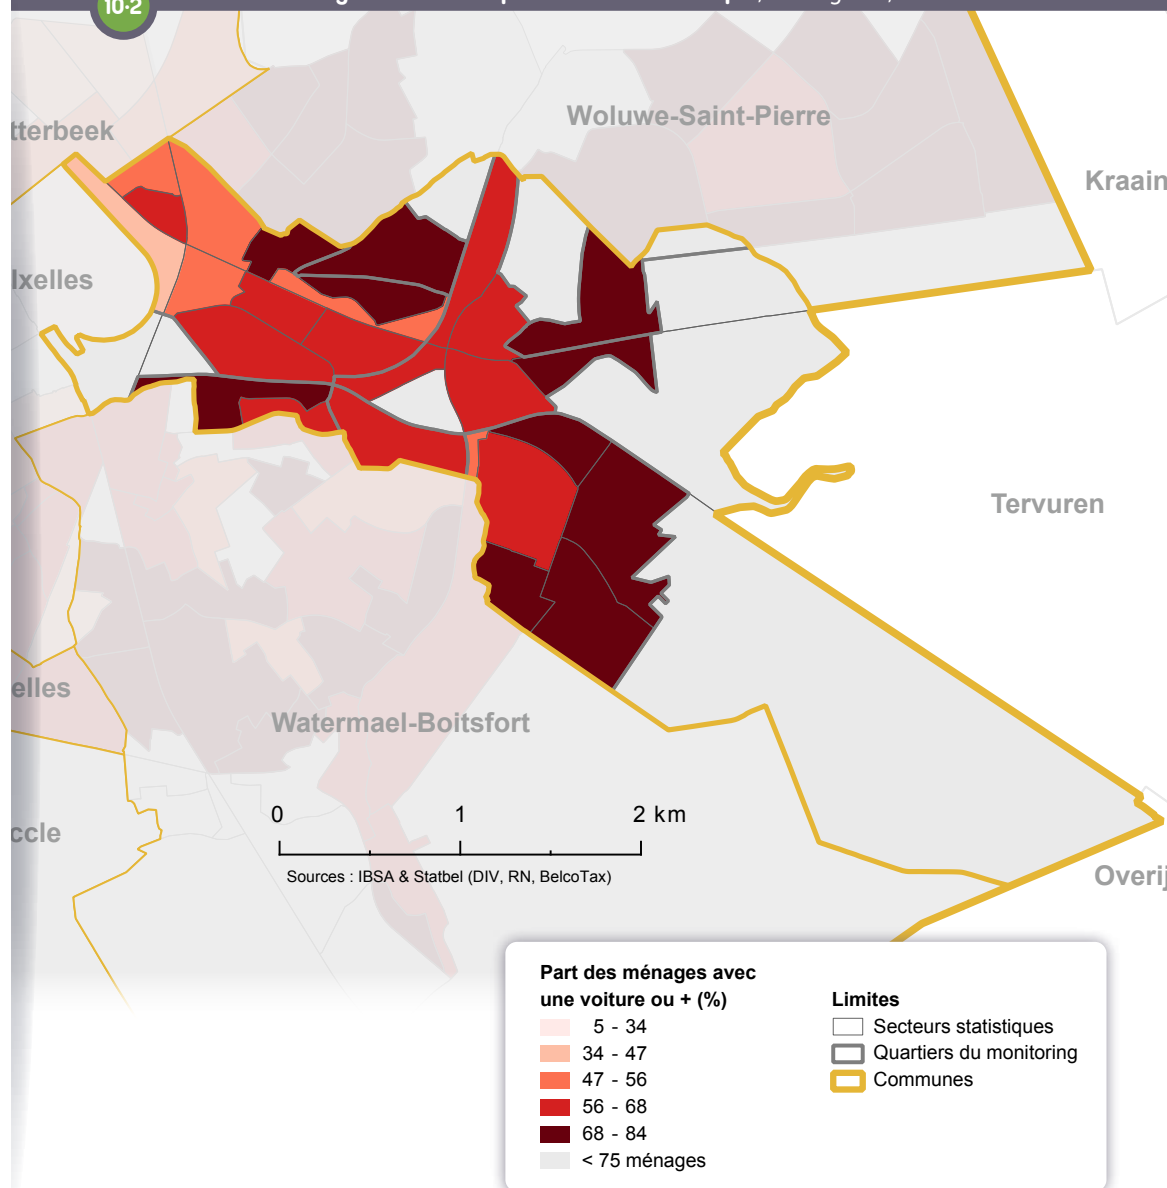 10·2
Woluwe-Saint-Pierre
tterbeek
Kraain
Ixelles
Tervuren
elles
Watermael-Boitsfort
0 1 2 km
ccle
Sources : IBSA & Statbel (DIV, RN, BelcoTax)
Overij
Part des ménages avec
une voiture ou + (%)
5 - 34
34 - 47
47 - 56
56 - 68
68 - 84
< 75 ménages
Limites
Secteurs statistiques
Quartiers du monitoring
Communes